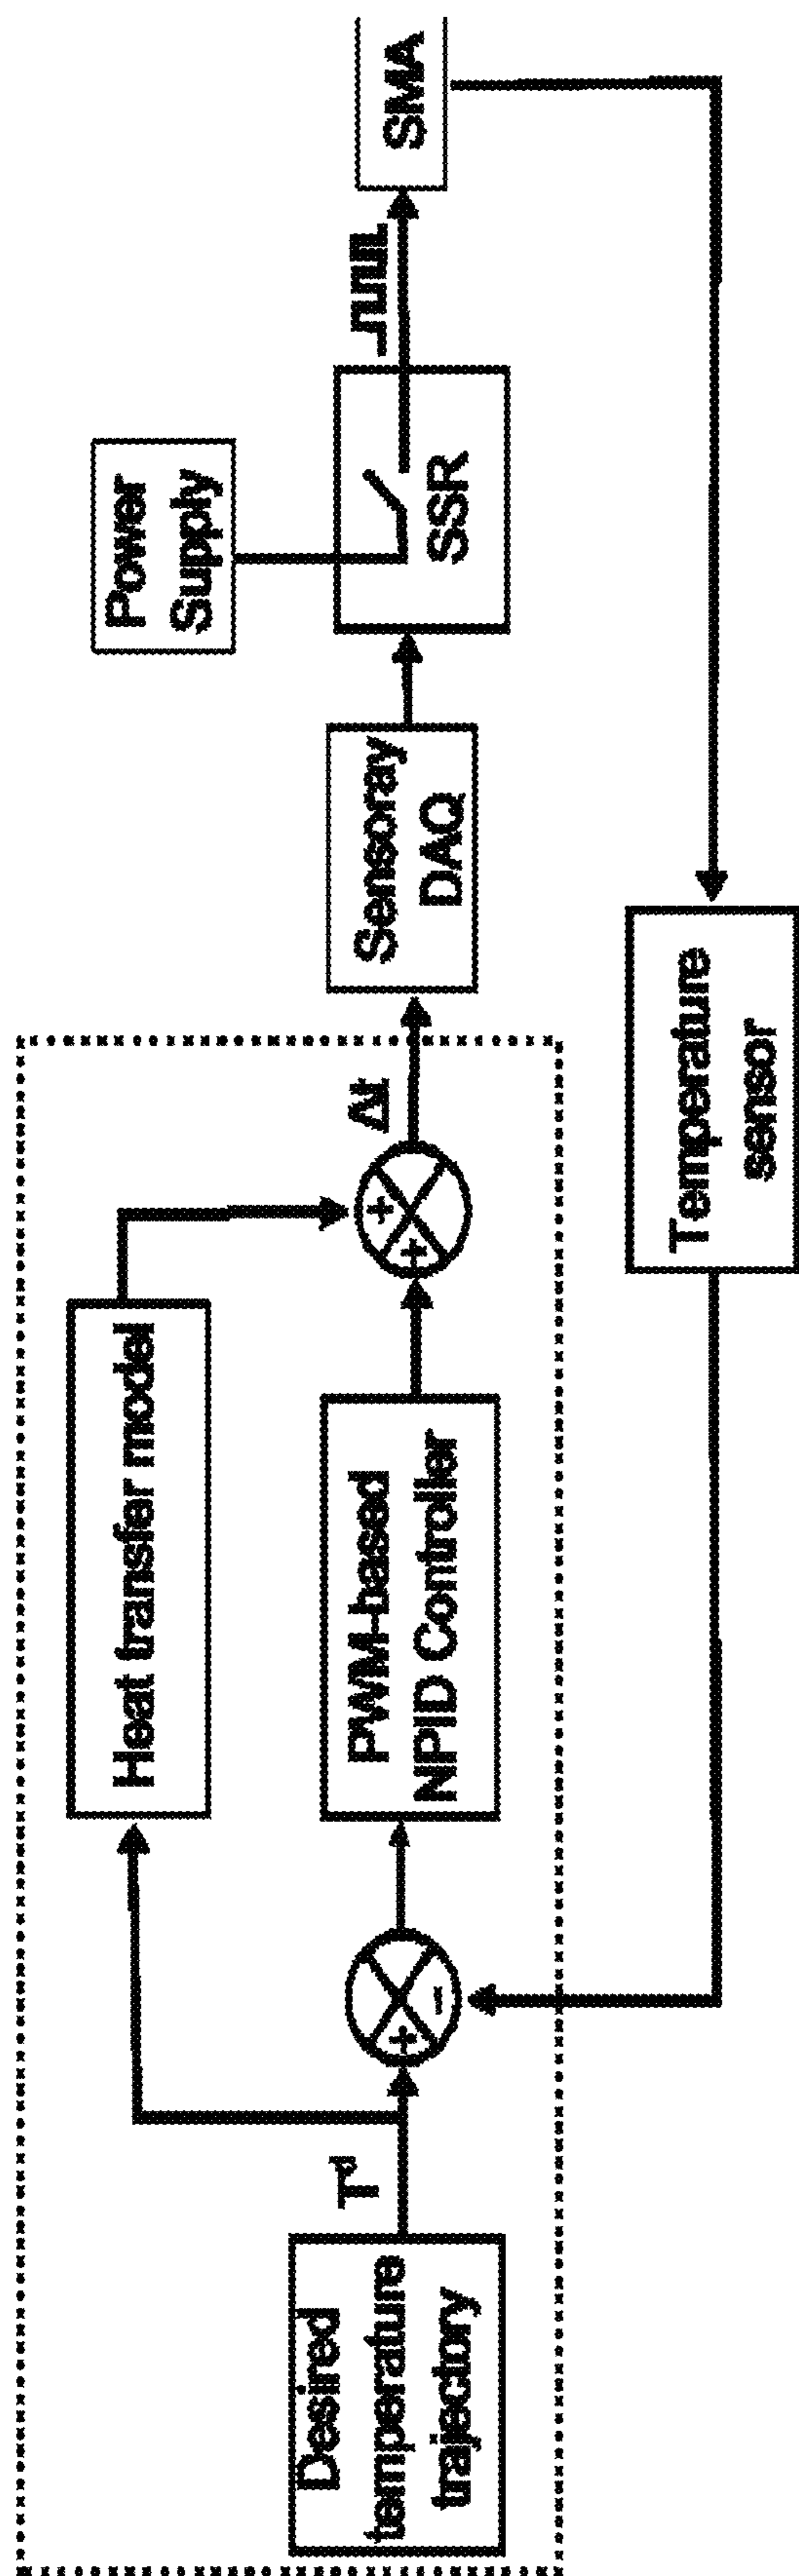 Desired
temperature
trajectory
Heat transfer model
PWM-based
NPID Controller
+
−
+
+
Δt
Sensoray
DAQ
Power
Supply
SSR
SMA
Temperature
sensor